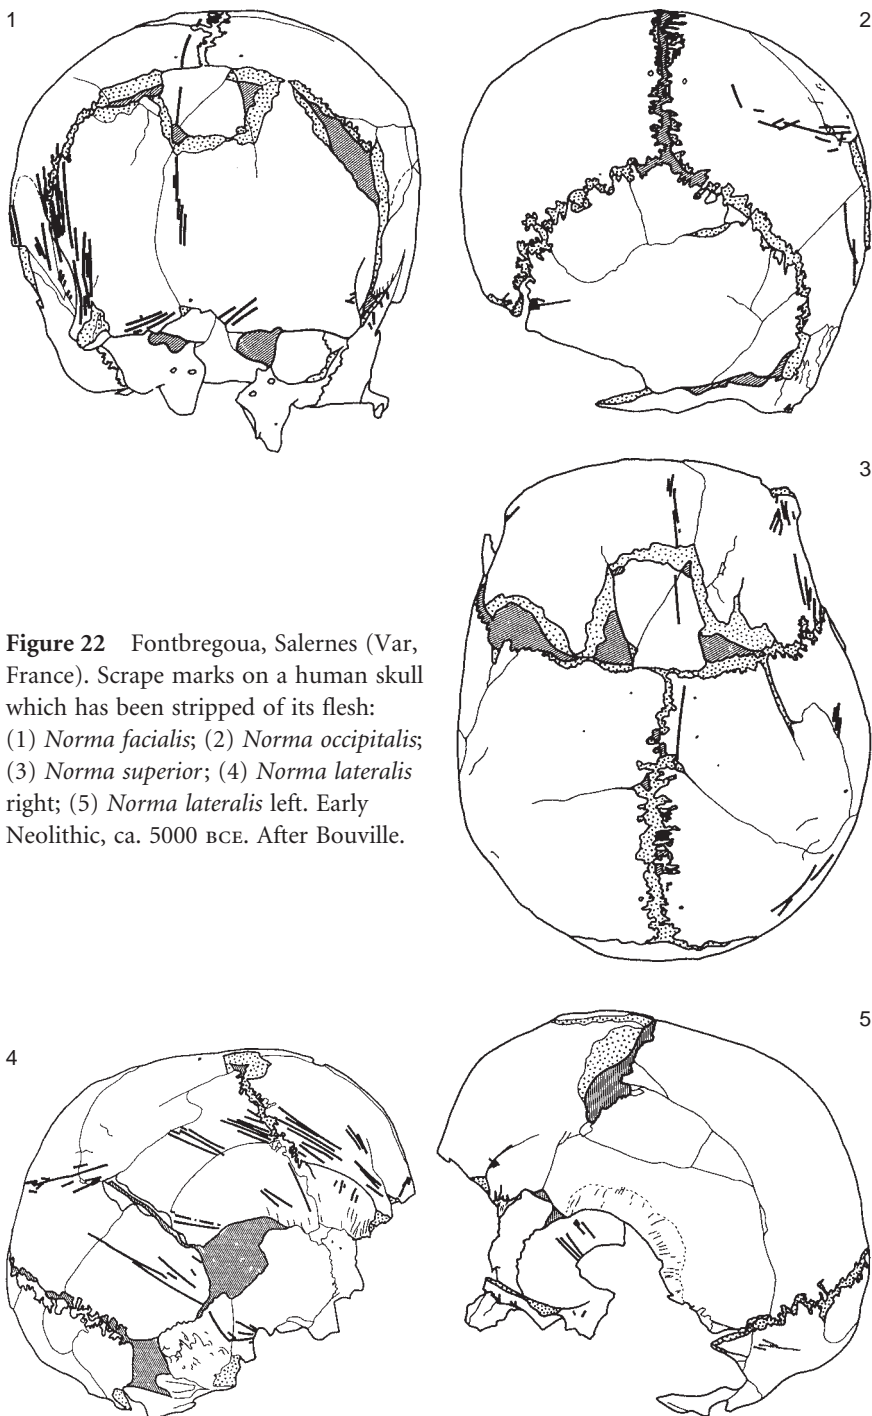 1
2
3
Figure 22 Fontbregoua, Salernes (Var,
France). Scrape marks on a human skull
which has been stripped of its flesh:
(1) Norma facialis; (2) Norma occipitalis;
(3) Norma superior; (4) Norma lateralis
right; (5) Norma lateralis left. Early
Neolithic, ca. 5000 BCE. After Bouville.
4
5